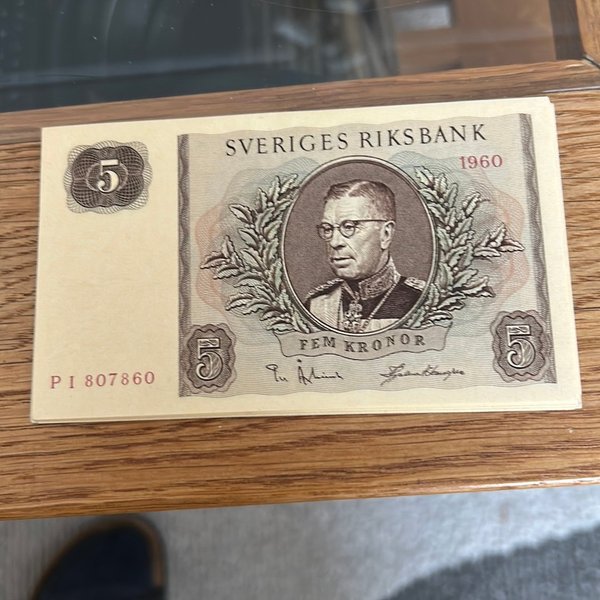 SVERIGES RIKSBANK
5
1960
FEM KRONOR
5
5
P I 807860